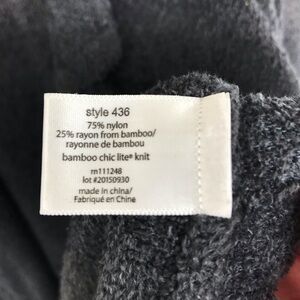 style 436
75% nylon
25% rayon from bamboo/
rayonne de bambou
bamboo chic lite® knit
rn111248
lot #20150930
made in china/
Fabriqué en Chine